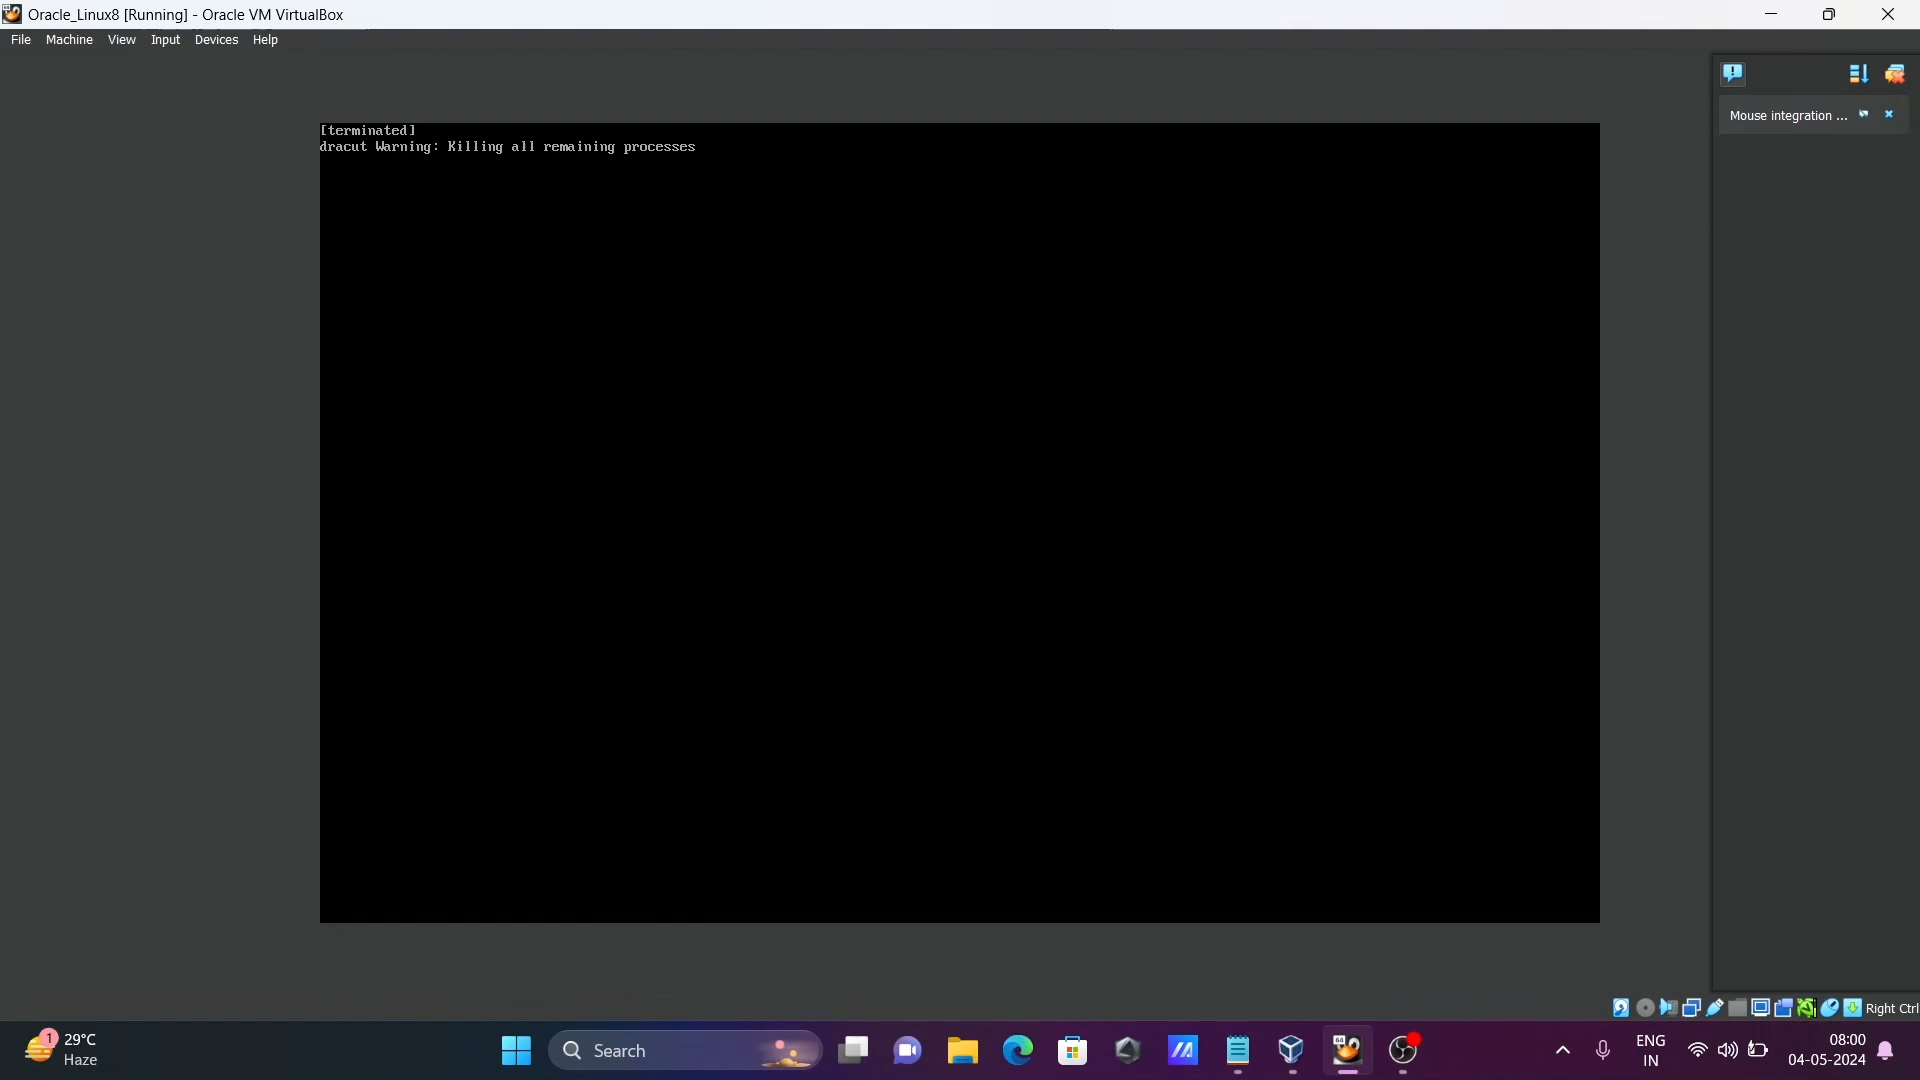 Oracle_Linux8 [Running] - Oracle VM VirtualBox
File Machine View Input Devices Help
Mouse integration ...
[terminated]
dracut Warning: Killing all remaining processes
Right Ctrl
1
29°C
Haze
Search
ENG
IN
08:00
04-05-2024